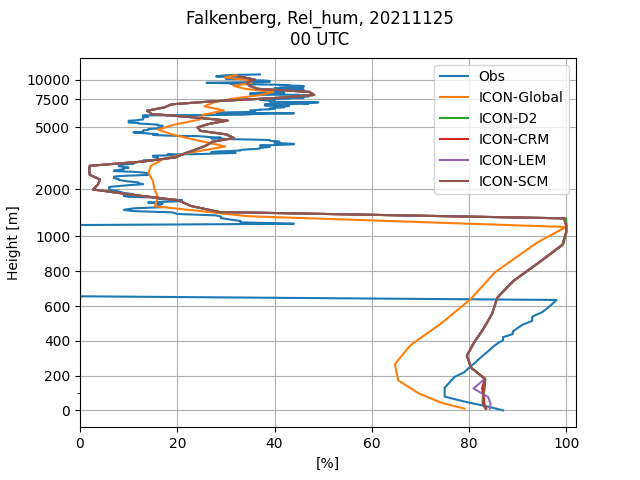 Falkenberg, Rel_hum, 20211125
00 UTC
Obs
ICON-Global
ICON-D2
ICON-CRM
ICON-LEM
ICON-SCM
Height [m]
10000
7500
5000
2000
1000
800
600
400
200
0
0 20 40 60 80 100
[%]